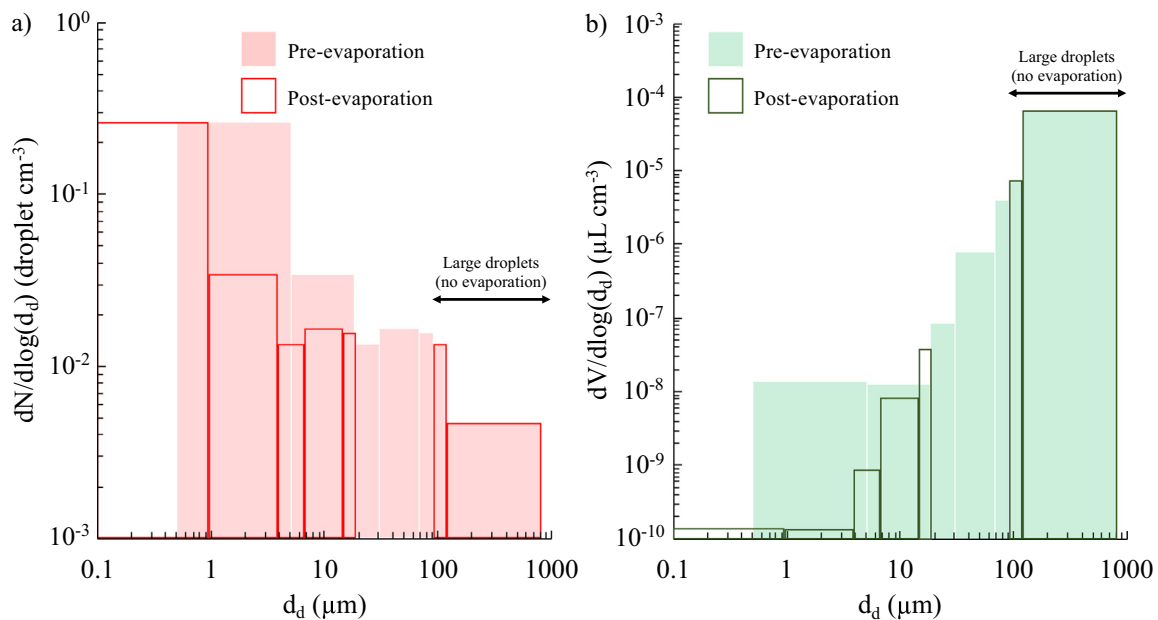 a)
10⁰
10⁻¹
10⁻²
10⁻³
dN/dlog(d_d) (droplet cm⁻³)
Pre-evaporation
Post-evaporation
Large droplets
(no evaporation)
0.1 1 10 100 1000
d_d (μm)
b)
10⁻³
10⁻⁴
10⁻⁵
10⁻⁶
10⁻⁷
10⁻⁸
10⁻⁹
10⁻¹⁰
dV/dlog(d_d) (μL cm⁻³)
Pre-evaporation
Post-evaporation
Large droplets
(no evaporation)
0.1 1 10 100 1000
d_d (μm)